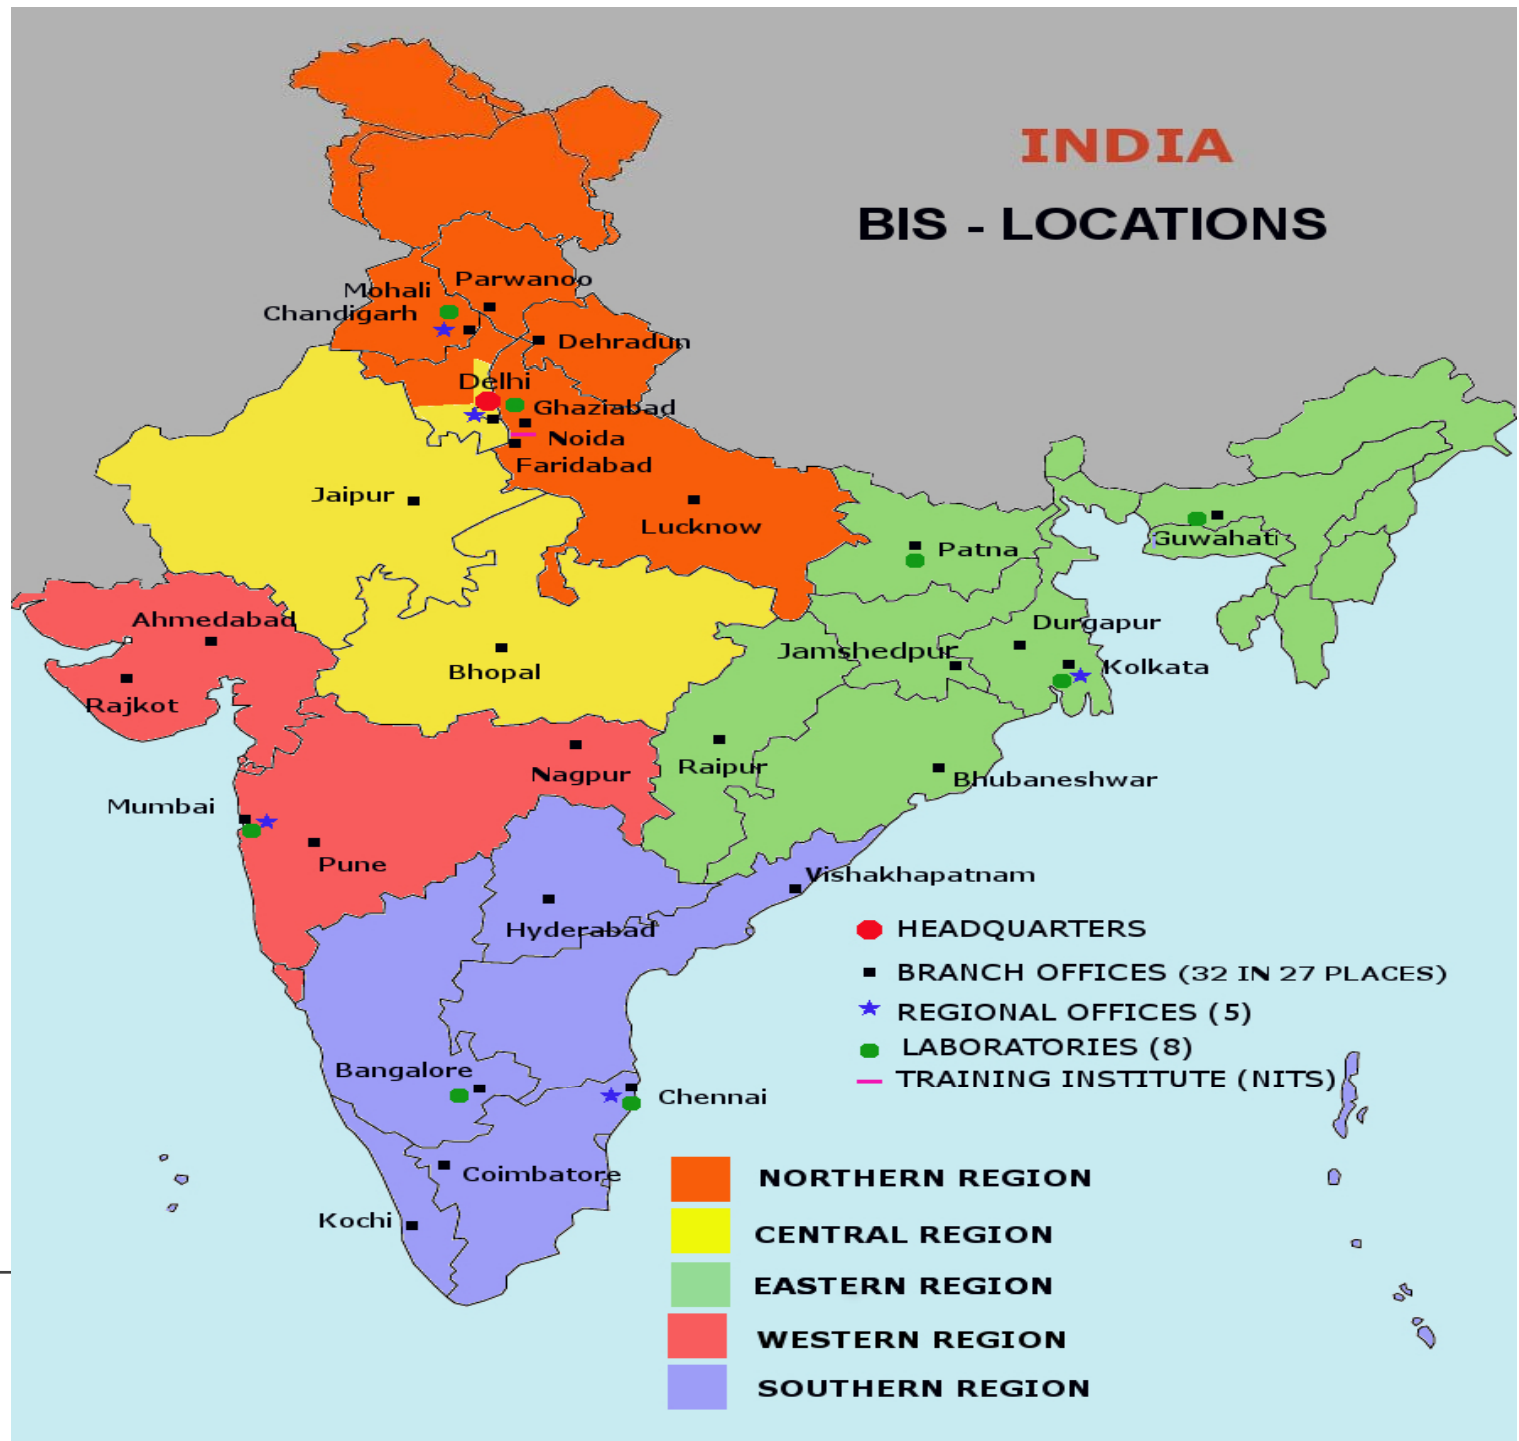 INDIA
BIS - LOCATIONS
Parwanoo
Mohali
Chandigarh
Dehradun
Delhi
Ghaziabad
Noida
Faridabad
Jaipur
Lucknow
Guwahati
Patna
Ahmedabad
Durgapur
Jamshedpur
Kolkata
Bhopal
Rajkot
Nagpur
Raipur
Bhubaneshwar
Mumbai
Pune
Vishakhapatnam
Hyderabad
HEADQUARTERS
BRANCH OFFICES (32 IN 27 PLACES)
REGIONAL OFFICES (5)
LABORATORIES (8)
TRAINING INSTITUTE (NITS)
Bangalore
Chennai
Coimbatore
Kochi
NORTHERN REGION
CENTRAL REGION
EASTERN REGION
WESTERN REGION
SOUTHERN REGION